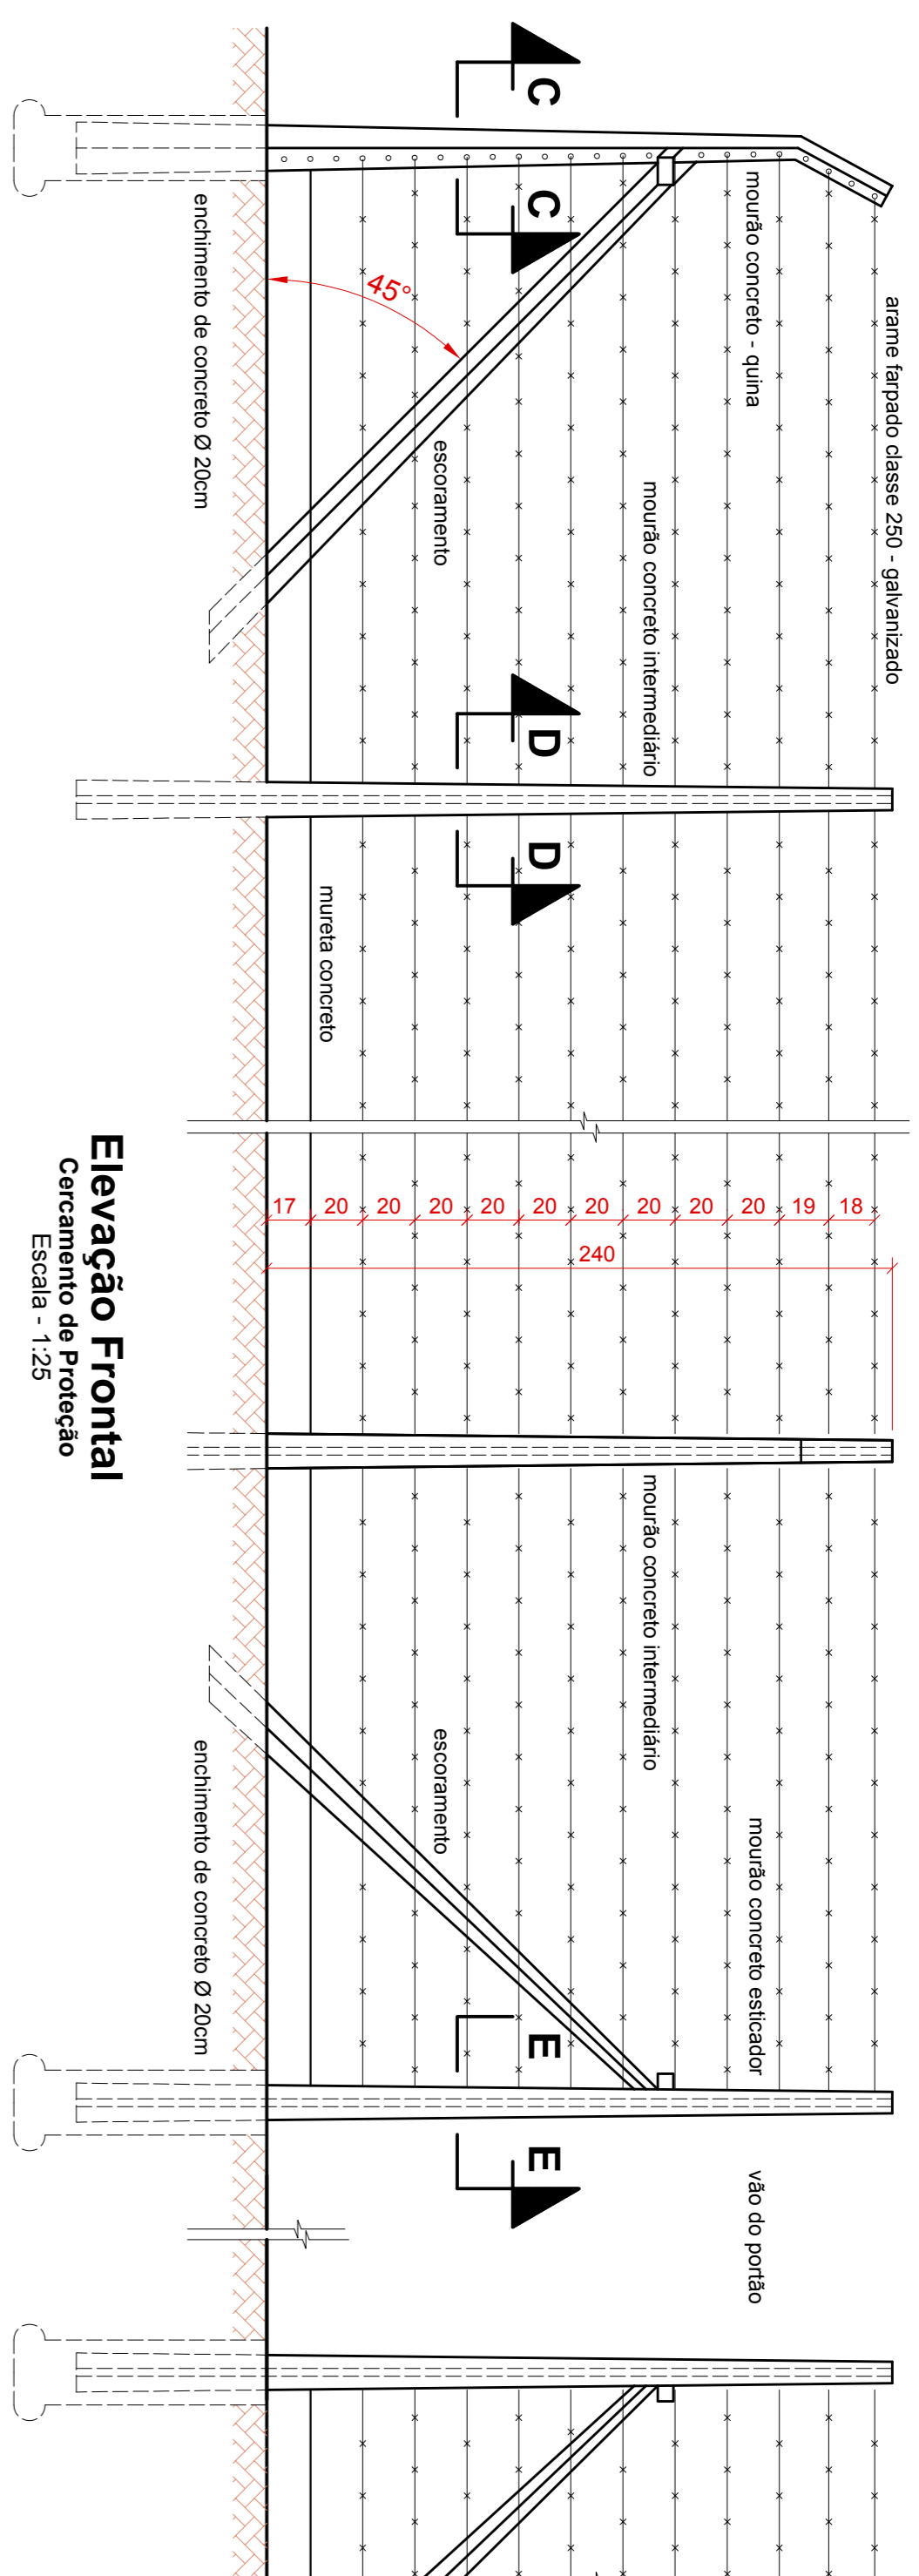 arame farpado classe 250 - galvanizado
mourão concreto - quina
mourão concreto esticador
vão do portão
mourão concreto intermediário
mourão concreto intermediário
C
C
D
D
E
E
escoramento
escoramento
45°
mureta concreto
18
19
20
20
20
20
20
20
20
20
20
17
240
enchimento de concreto Ø 20cm
enchimento de concreto Ø 20cm
Elevação Frontal
Cercamento de Proteção
Escala - 1:25